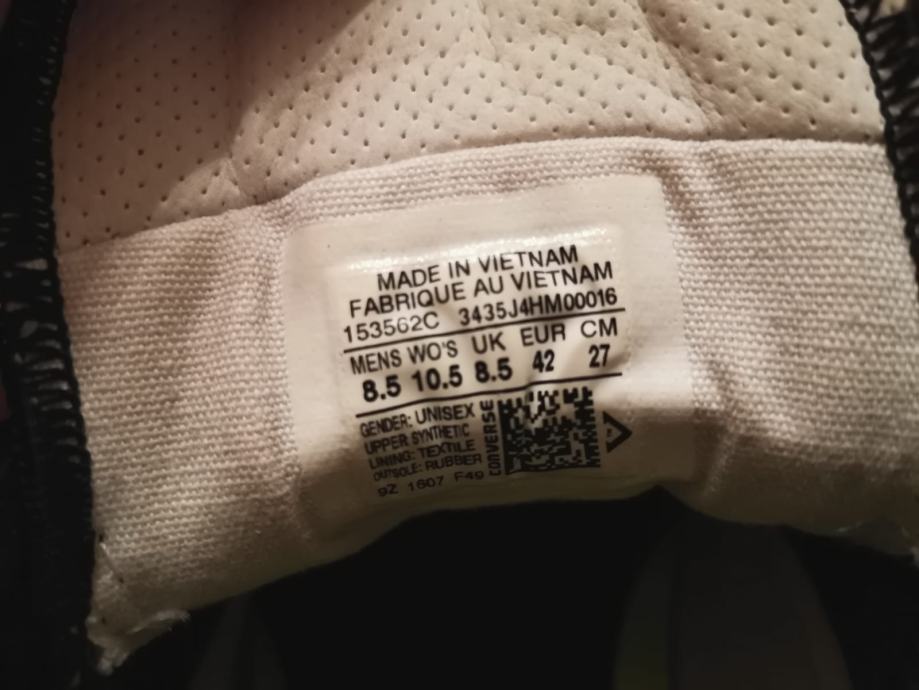 MADE IN VIETNAM
FABRIQUE AU VIETNAM
153562C 3435J4HM00016
MENS WO'S UK EUR CM
8.5 10.5 8.5 42 27
GENDER: UNISEX
UPPER: SYNTHETIC
LINING: TEXTILE
OUTSOLE: RUBBER
9Z 1607 F49
CONVERSE